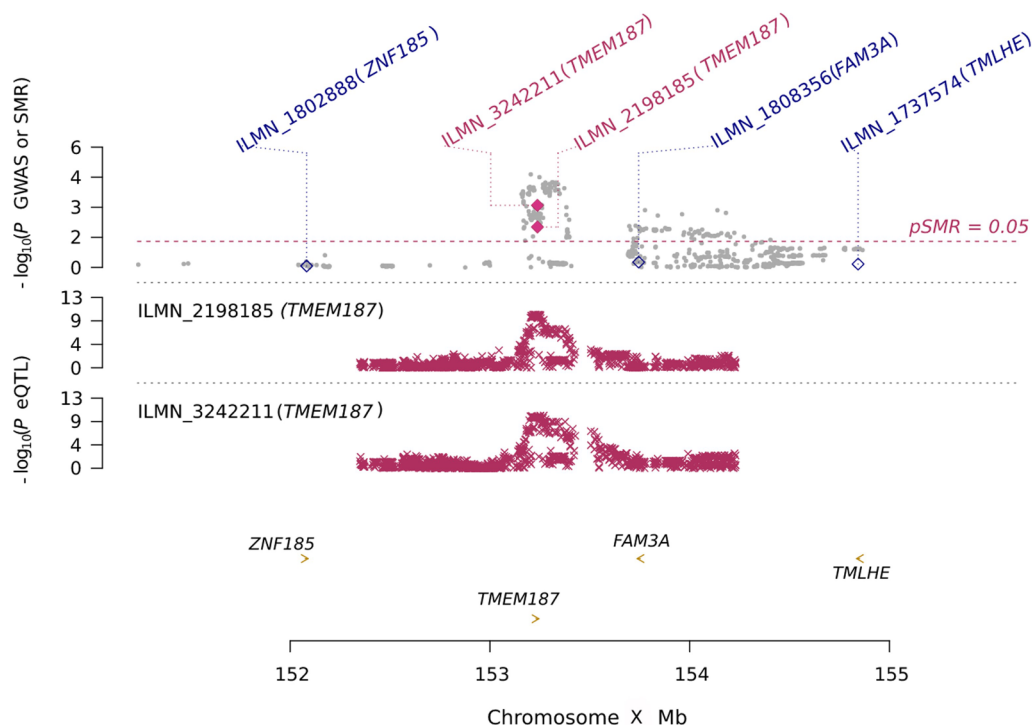 ILMN_1802888( ZNF185)
ILMN_3242211(TMEM187)
ILMN_2198185( TMEM187)
ILMN_1808356(FAM3A)
ILMN_1737574( TMLHE)
-log10(P GWAS or SMR)
6
4
3
2
0
pSMR = 0.05
-log10(P eQTL)
13
9
4
0
ILMN_2198185 (TMEM187)
13
9
4
0
ILMN_3242211(TMEM187 )
ZNF185
FAM3A
TMLHE
TMEM187
152 153 154 155
Chromosome X Mb